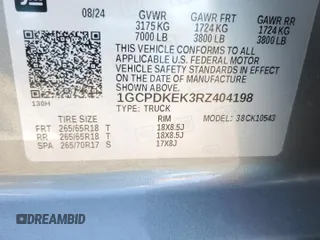 08/24 GVWR GAWR FRT GAWR RR
3175 KG 1724 KG 1724 KG
7000 LB 3800 LB 3800LB
THIS VEHICLE CONFORMS TO ALL APPLICABLE
U.S. FEDERAL MOTOR VEHICLE SAFETY
STANDARDS IN EFFECT ON THE DATE OF
MANUFACTURE SHOWN ABOVE.
1GCPDKEK3RZ404198
130H TYPE: TRUCK
TIRE SIZE RIM 38CK10543
FRT 265/65R18 T 18X8.5J
RR 265/65R18 T 18X8.5J
SPA 265/70R17 S 17X8J
DREAMBID